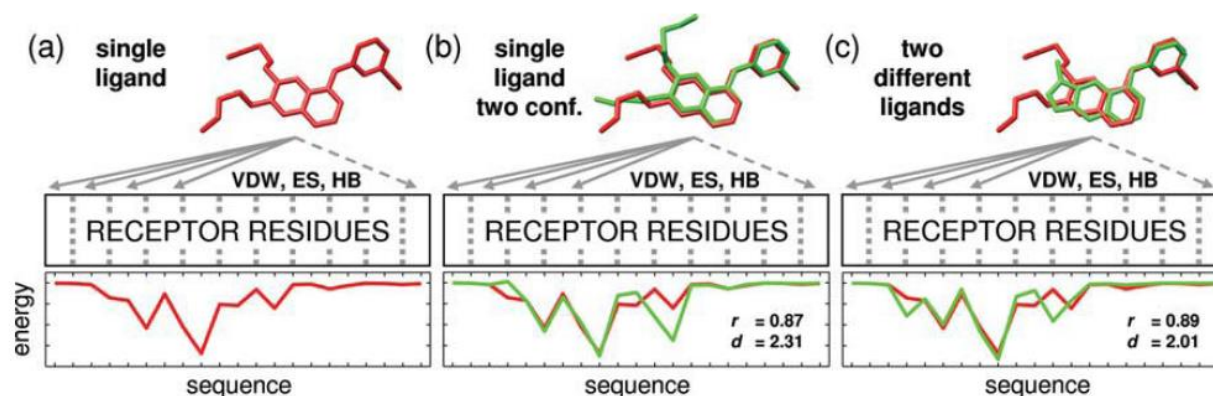 (a) single
ligand
VDW, ES, HB
RECEPTOR RESIDUES
energy
sequence
(b) single
ligand
two conf.
VDW, ES, HB
RECEPTOR RESIDUES
r = 0.87
d = 2.31
sequence
(c) two
different
ligands
VDW, ES, HB
RECEPTOR RESIDUES
r = 0.89
d = 2.01
sequence